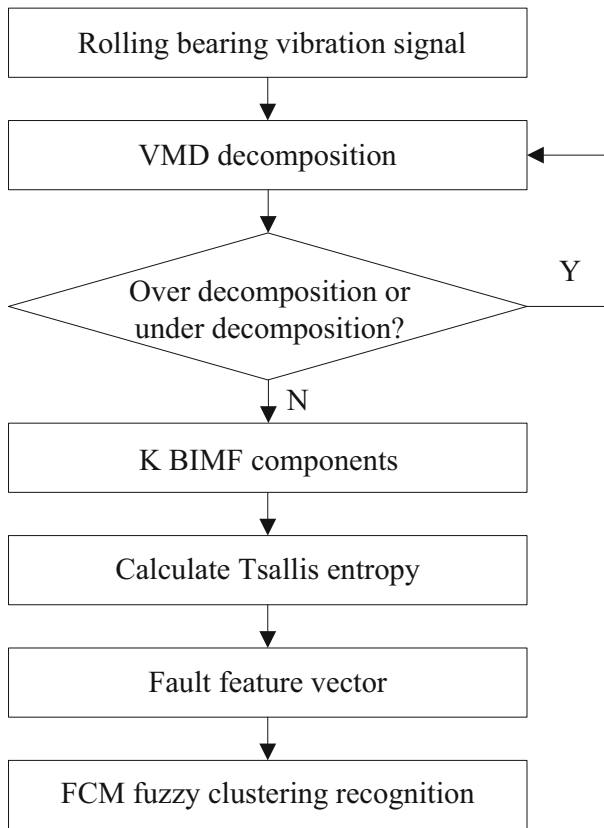 Rolling bearing vibration signal
VMD decomposition
Over decomposition or
under decomposition?
Y
N
K BIMF components
Calculate Tsallis entropy
Fault feature vector
FCM fuzzy clustering recognition